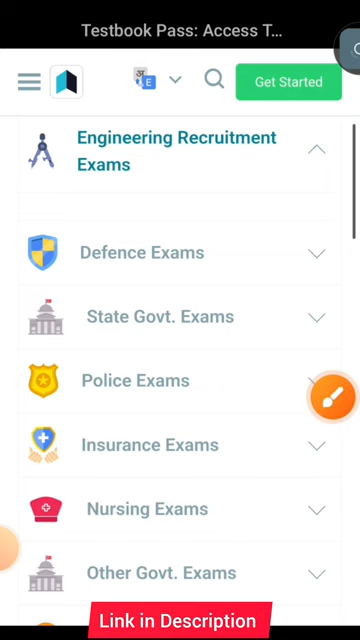 Testbook Pass: Access T...
अ E
Get Started
Engineering Recruitment
Exams
Defence Exams
State Govt. Exams
Police Exams
Insurance Exams
Nursing Exams
Other Govt. Exams
Link in Description